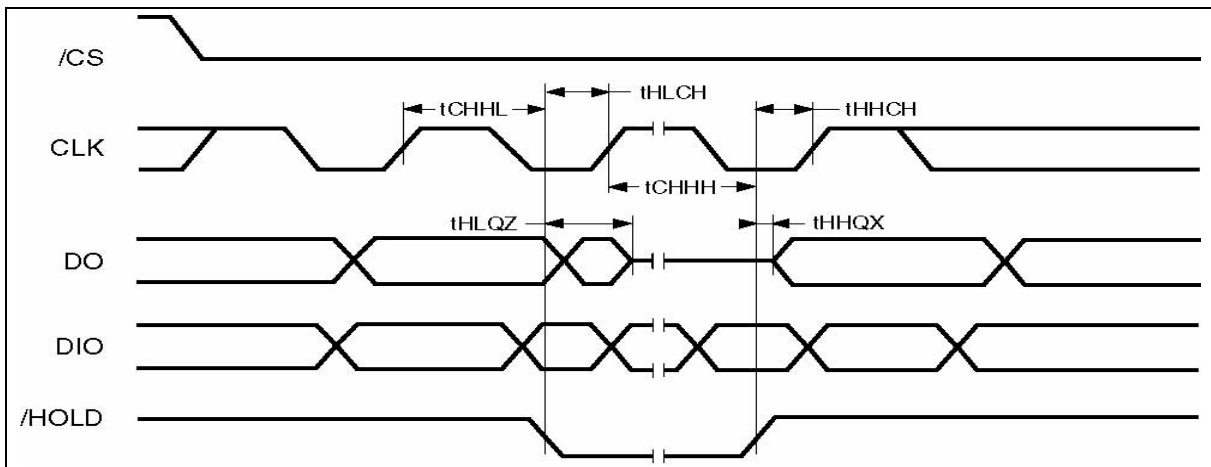 /CS
tHLCH
tHHCH
tCHHL
CLK
tCHHH
tHLQZ
tHHQX
DO
DIO
/HOLD